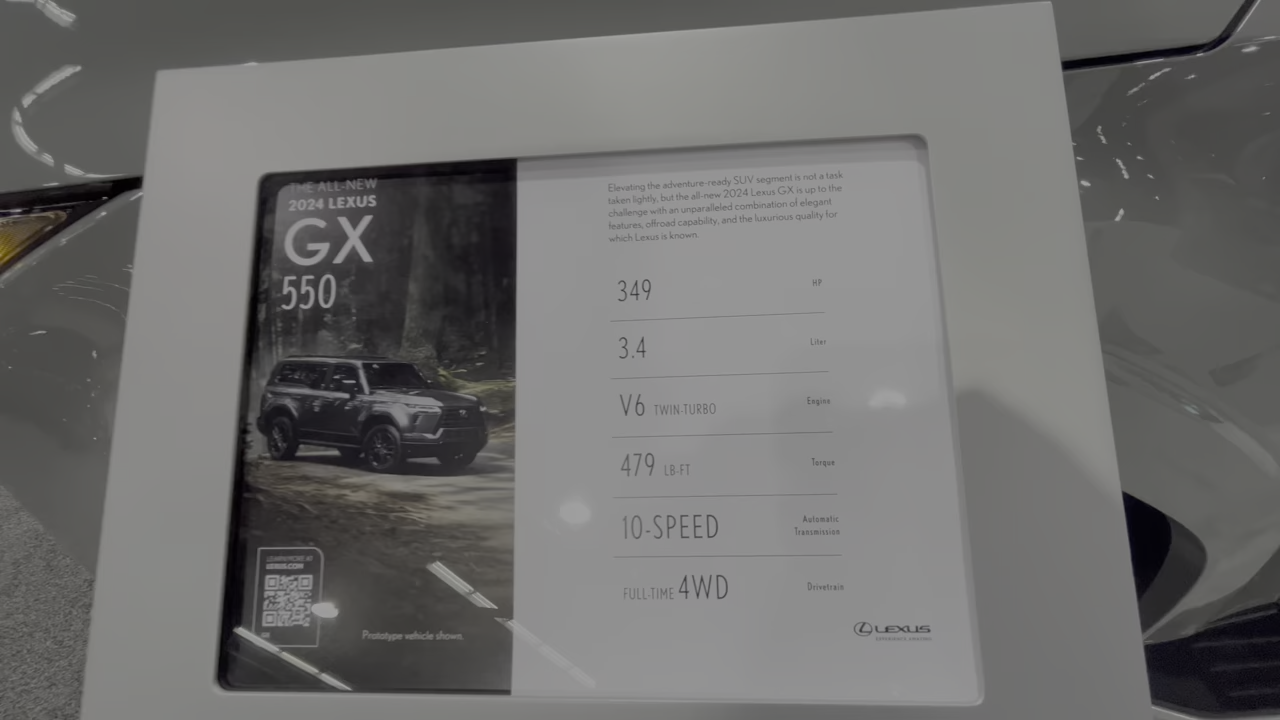 THE ALL-NEW
2024 LEXUS
GX
550
LEARN MORE AT
LEXUS.COM
Prototype vehicle shown.
Elevating the adventure-ready SUV segment is not a task
taken lightly, but the all-new 2024 Lexus GX is up to the
challenge with an unparalleled combination of elegant
features, offroad capability, and the luxurious quality for
which Lexus is known.
349 HP
3.4 Liter
V6 TWIN-TURBO Engine
479 LB-FT Torque
10-SPEED Automatic
Transmission
FULL-TIME 4WD Drivetrain
LEXUS
EXPERIENCE AMAZING